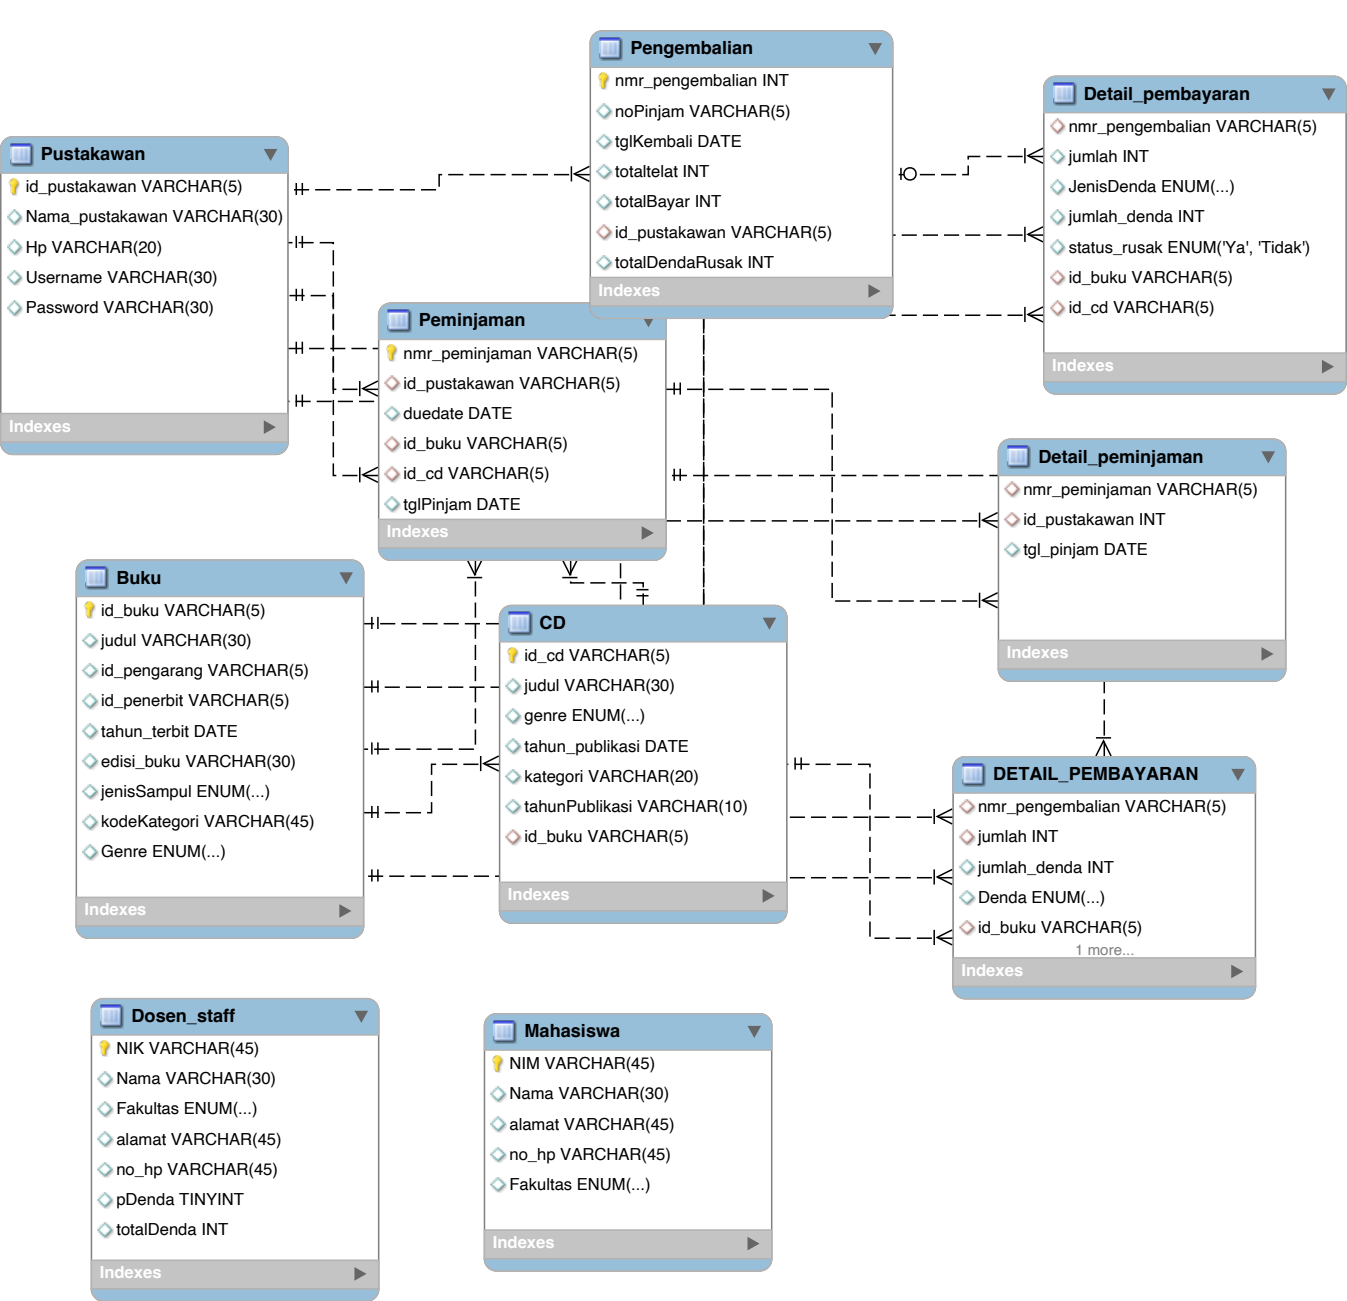 Pengembalian
nmr_pengembalian INT
noPinjam VARCHAR(5)
tglKembali DATE
totaltelat INT
totalBayar INT
id_pustakawan VARCHAR(5)
totalDendaRusak INT
Indexes
Detail_pembayaran
nmr_pengembalian VARCHAR(5)
jumlah INT
JenisDenda ENUM(...)
jumlah_denda INT
status_rusak ENUM('Ya', 'Tidak')
id_buku VARCHAR(5)
id_cd VARCHAR(5)
Indexes
Pustakawan
id_pustakawan VARCHAR(5)
Nama_pustakawan VARCHAR(30)
Hp VARCHAR(20)
Username VARCHAR(30)
Password VARCHAR(30)
Indexes
Peminjaman
nmr_peminjaman VARCHAR(5)
id_pustakawan VARCHAR(5)
duedate DATE
id_buku VARCHAR(5)
id_cd VARCHAR(5)
tglPinjam DATE
Indexes
Detail_peminjaman
nmr_peminjaman VARCHAR(5)
id_pustakawan INT
tgl_pinjam DATE
Indexes
Buku
id_buku VARCHAR(5)
judul VARCHAR(30)
id_pengarang VARCHAR(5)
id_penerbit VARCHAR(5)
tahun_terbit DATE
edisi_buku VARCHAR(30)
jenisSampul ENUM(...)
kodeKategori VARCHAR(45)
Genre ENUM(...)
Indexes
CD
id_cd VARCHAR(5)
judul VARCHAR(30)
genre ENUM(...)
tahun_publikasi DATE
kategori VARCHAR(20)
tahunPublikasi VARCHAR(10)
id_buku VARCHAR(5)
Indexes
DETAIL_PEMBAYARAN
nmr_pengembalian VARCHAR(5)
jumlah INT
jumlah_denda INT
Denda ENUM(...)
id_buku VARCHAR(5)
1 more...
Indexes
Dosen_staff
NIK VARCHAR(45)
Nama VARCHAR(30)
Fakultas ENUM(...)
alamat VARCHAR(45)
no_hp VARCHAR(45)
pDenda TINYINT
totalDenda INT
Indexes
Mahasiswa
NIM VARCHAR(45)
Nama VARCHAR(30)
alamat VARCHAR(45)
no_hp VARCHAR(45)
Fakultas ENUM(...)
Indexes